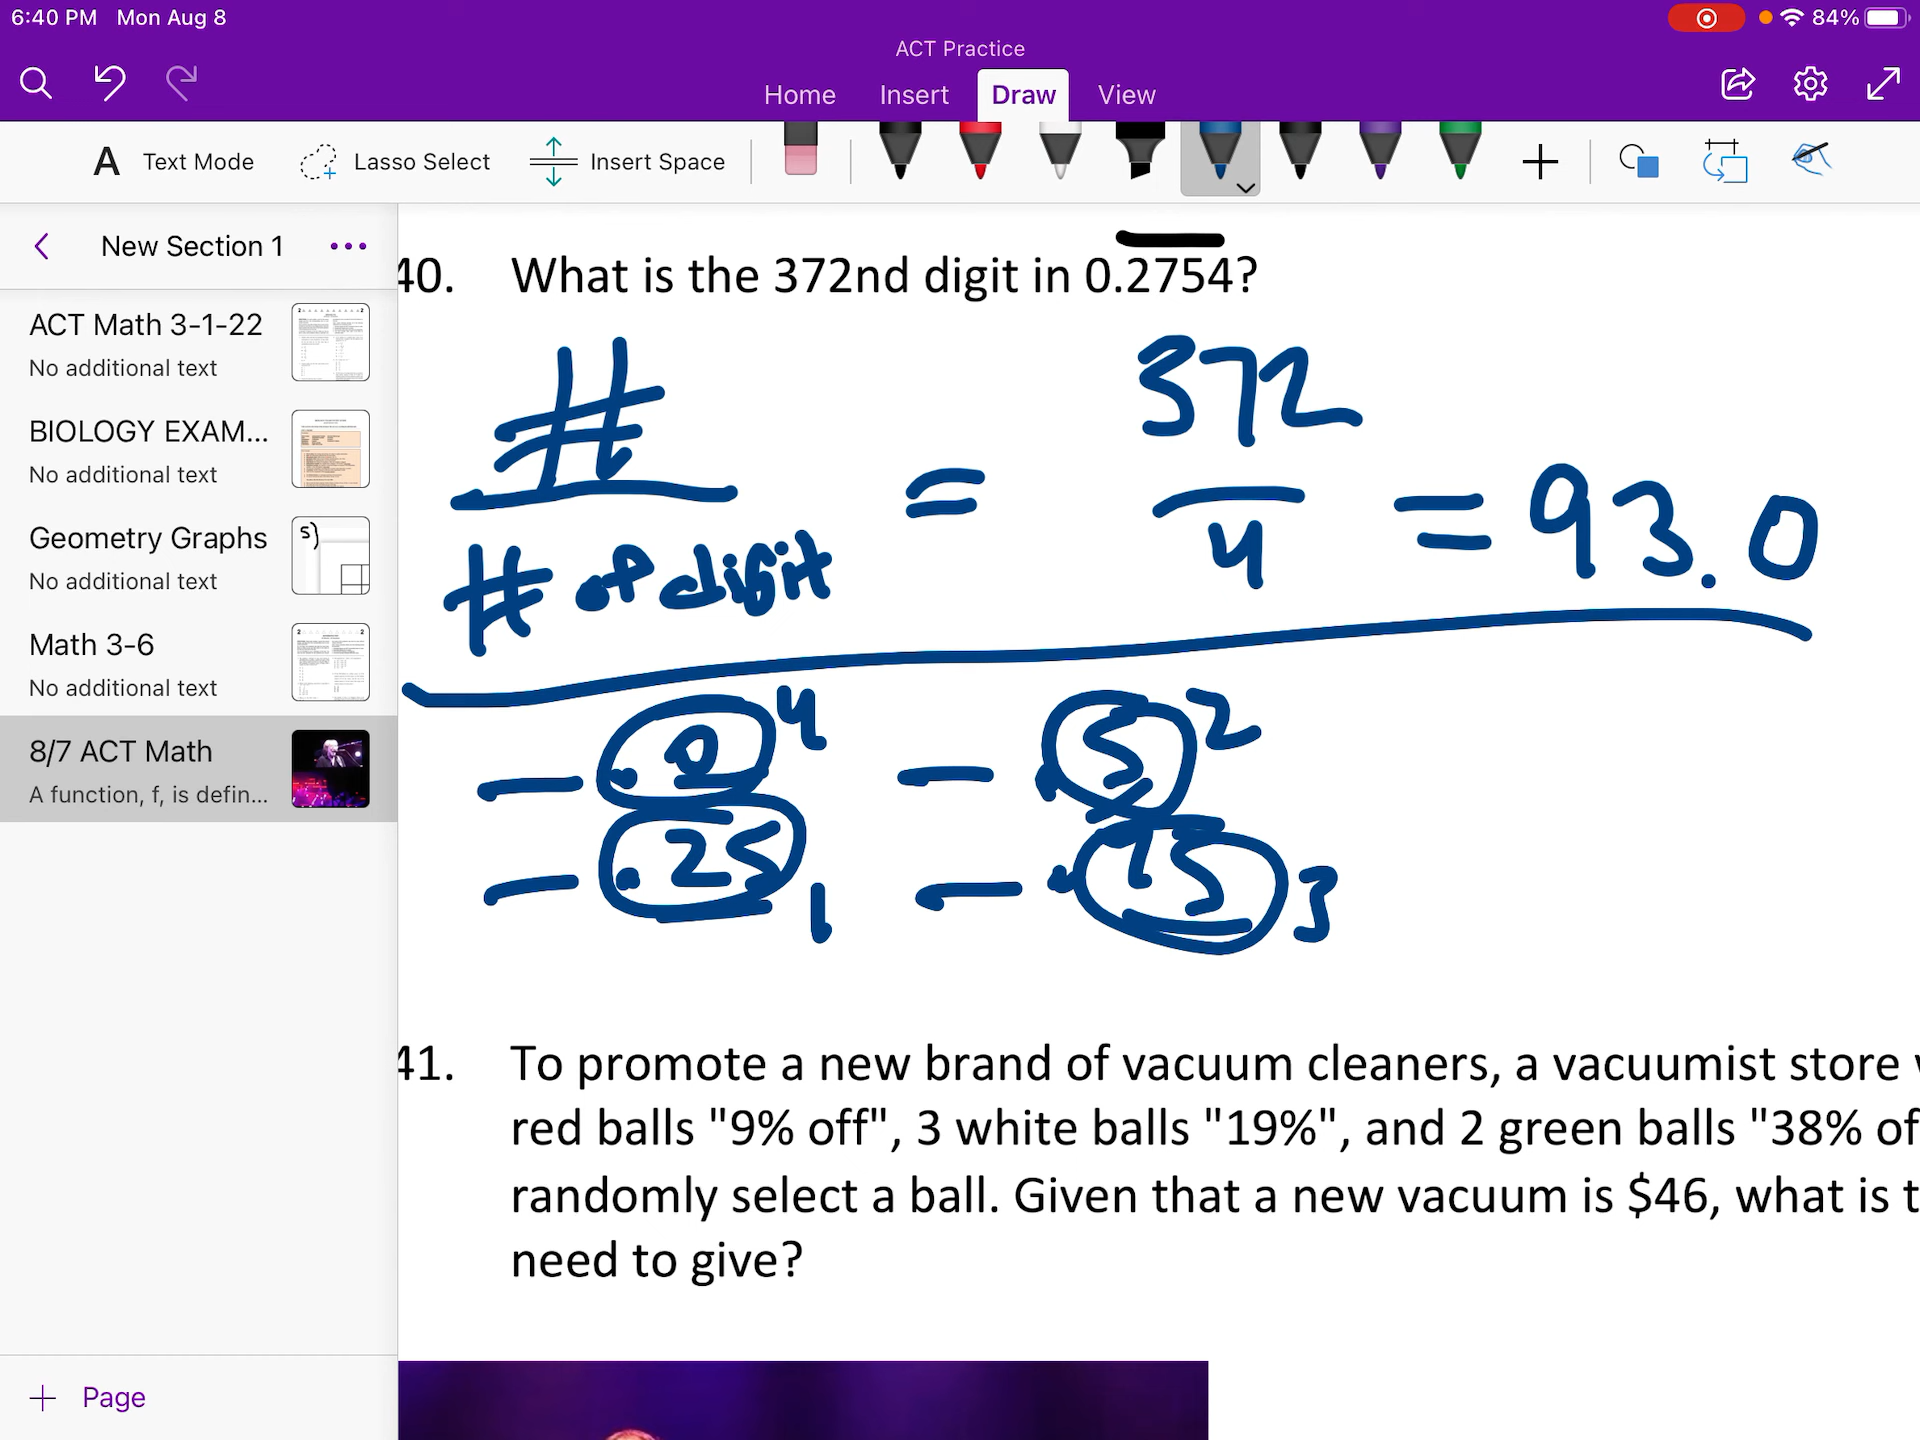 6:40 PM Mon Aug 8
84%
ACT Practice
Home Insert Draw View
A Text Mode Lasso Select Insert Space
New Section 1
ACT Math 3-1-22
No additional text
BIOLOGY EXAM...
No additional text
Geometry Graphs
No additional text
5)
Math 3-6
No additional text
8/7 ACT Math
A function, f, is defin...
+ Page
40. What is the 372nd digit in 0.2754?
# = 372
# of digit 4 = 93.0
– .0 4 – .5 2
– .25 1 – .75 3
41. To promote a new brand of vacuum cleaners, a vacuumist store
red balls "9% off", 3 white balls "19%", and 2 green balls "38% of
randomly select a ball. Given that a new vacuum is $46, what is t
need to give?